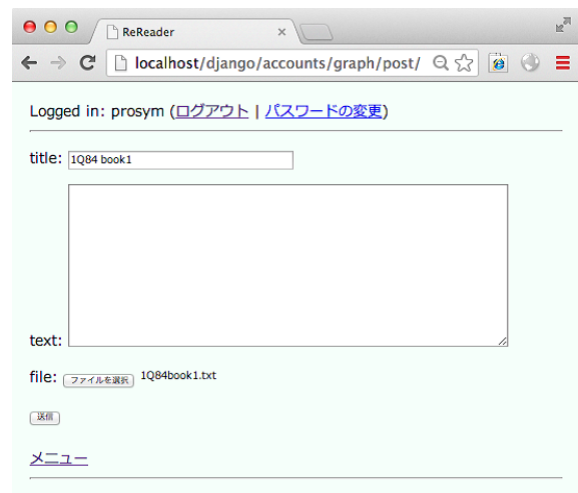 ReReader
localhost/django/accounts/graph/post/
Logged in: prosym (ログアウト | パスワードの変更)
title: 1Q84 book1
text:
file: ファイルを選択 1Q84book1.txt
送信
メニュー